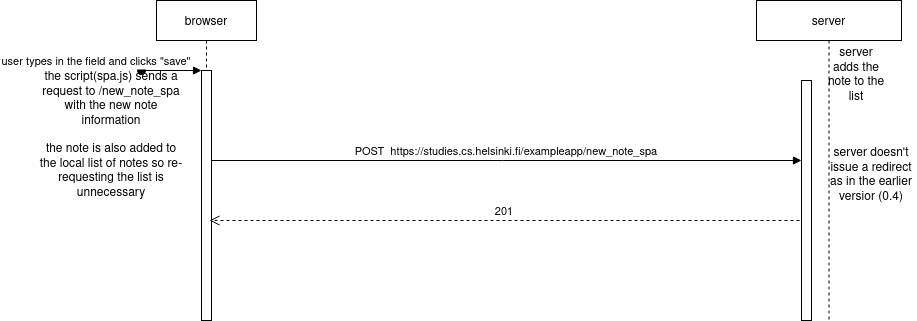 browser
server
user types in the field and clicks "save"
the script(spa.js) sends a
request to /new_note_spa
with the new note
information
server
adds the
note to the
list
the note is also added to
the local list of notes so re-
requesting the list is
unnecessary
POST  https://studies.cs.helsinki.fi/exampleapp/new_note_spa
server doesn't
issue a redirect
as in the earlier
versior (0.4)
201